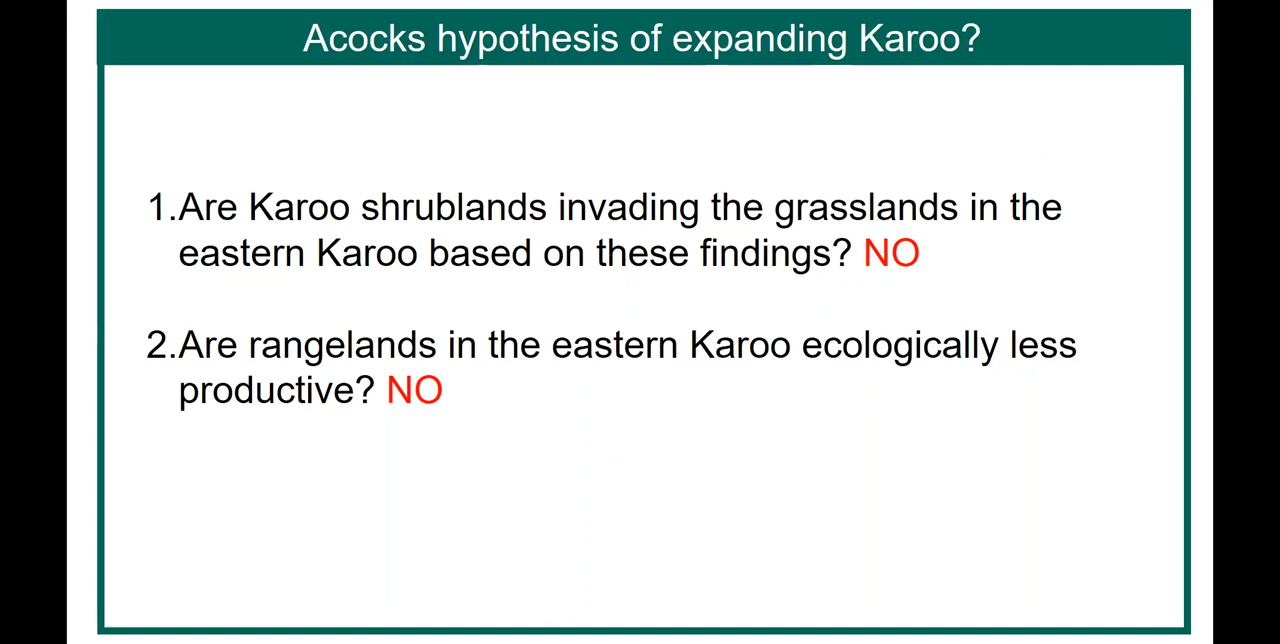 Acocks hypothesis of expanding Karoo?
1.Are Karoo shrublands invading the grasslands in the
eastern Karoo based on these findings? NO
2.Are rangelands in the eastern Karoo ecologically less
productive? NO